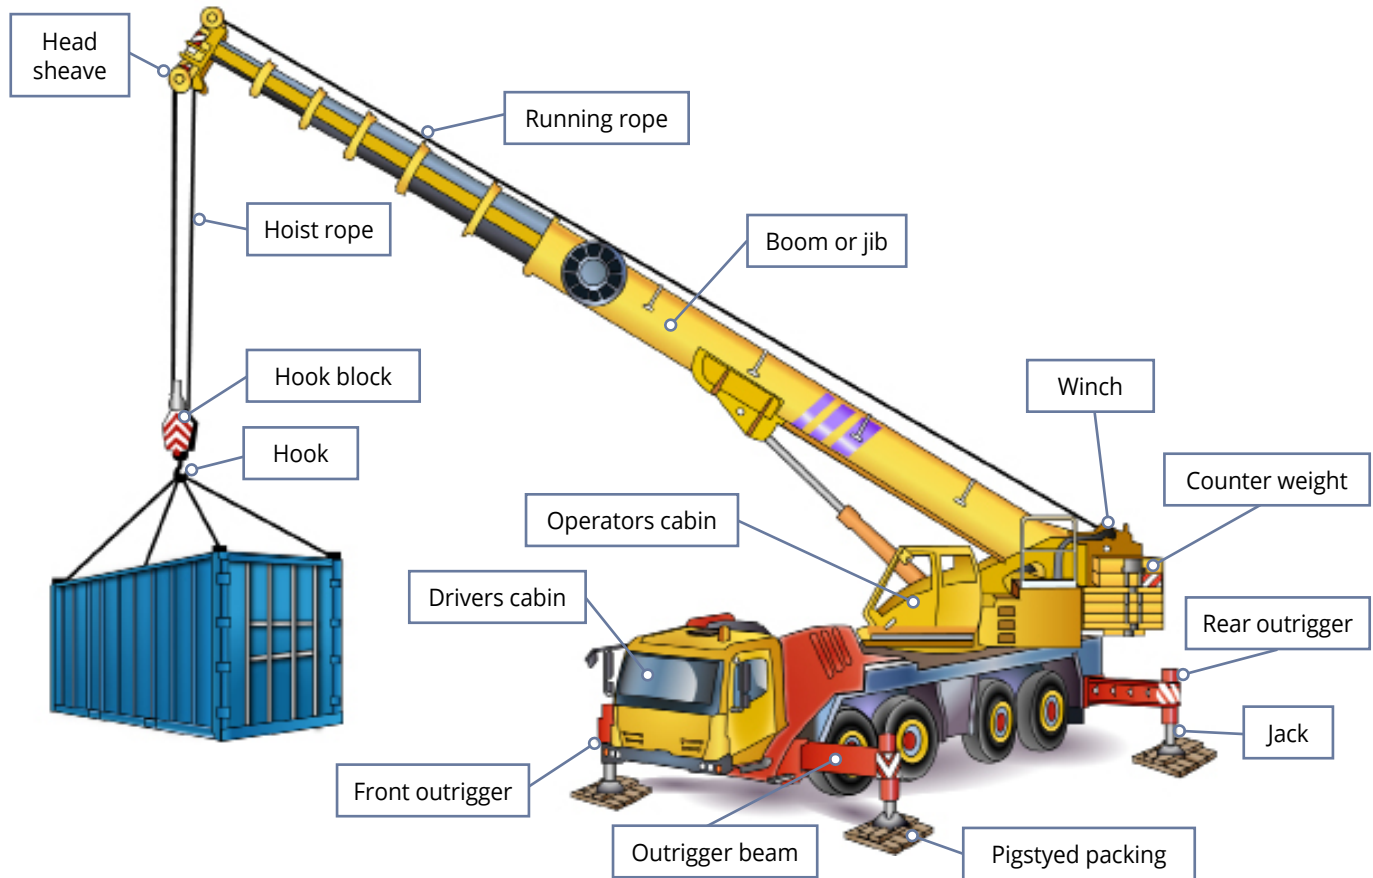 Head
sheave
Running rope
Hoist rope
Boom or jib
Hook block
Winch
Hook
Counter weight
Operators cabin
Drivers cabin
Rear outrigger
Jack
Front outrigger
Outrigger beam
Pigstyed packing